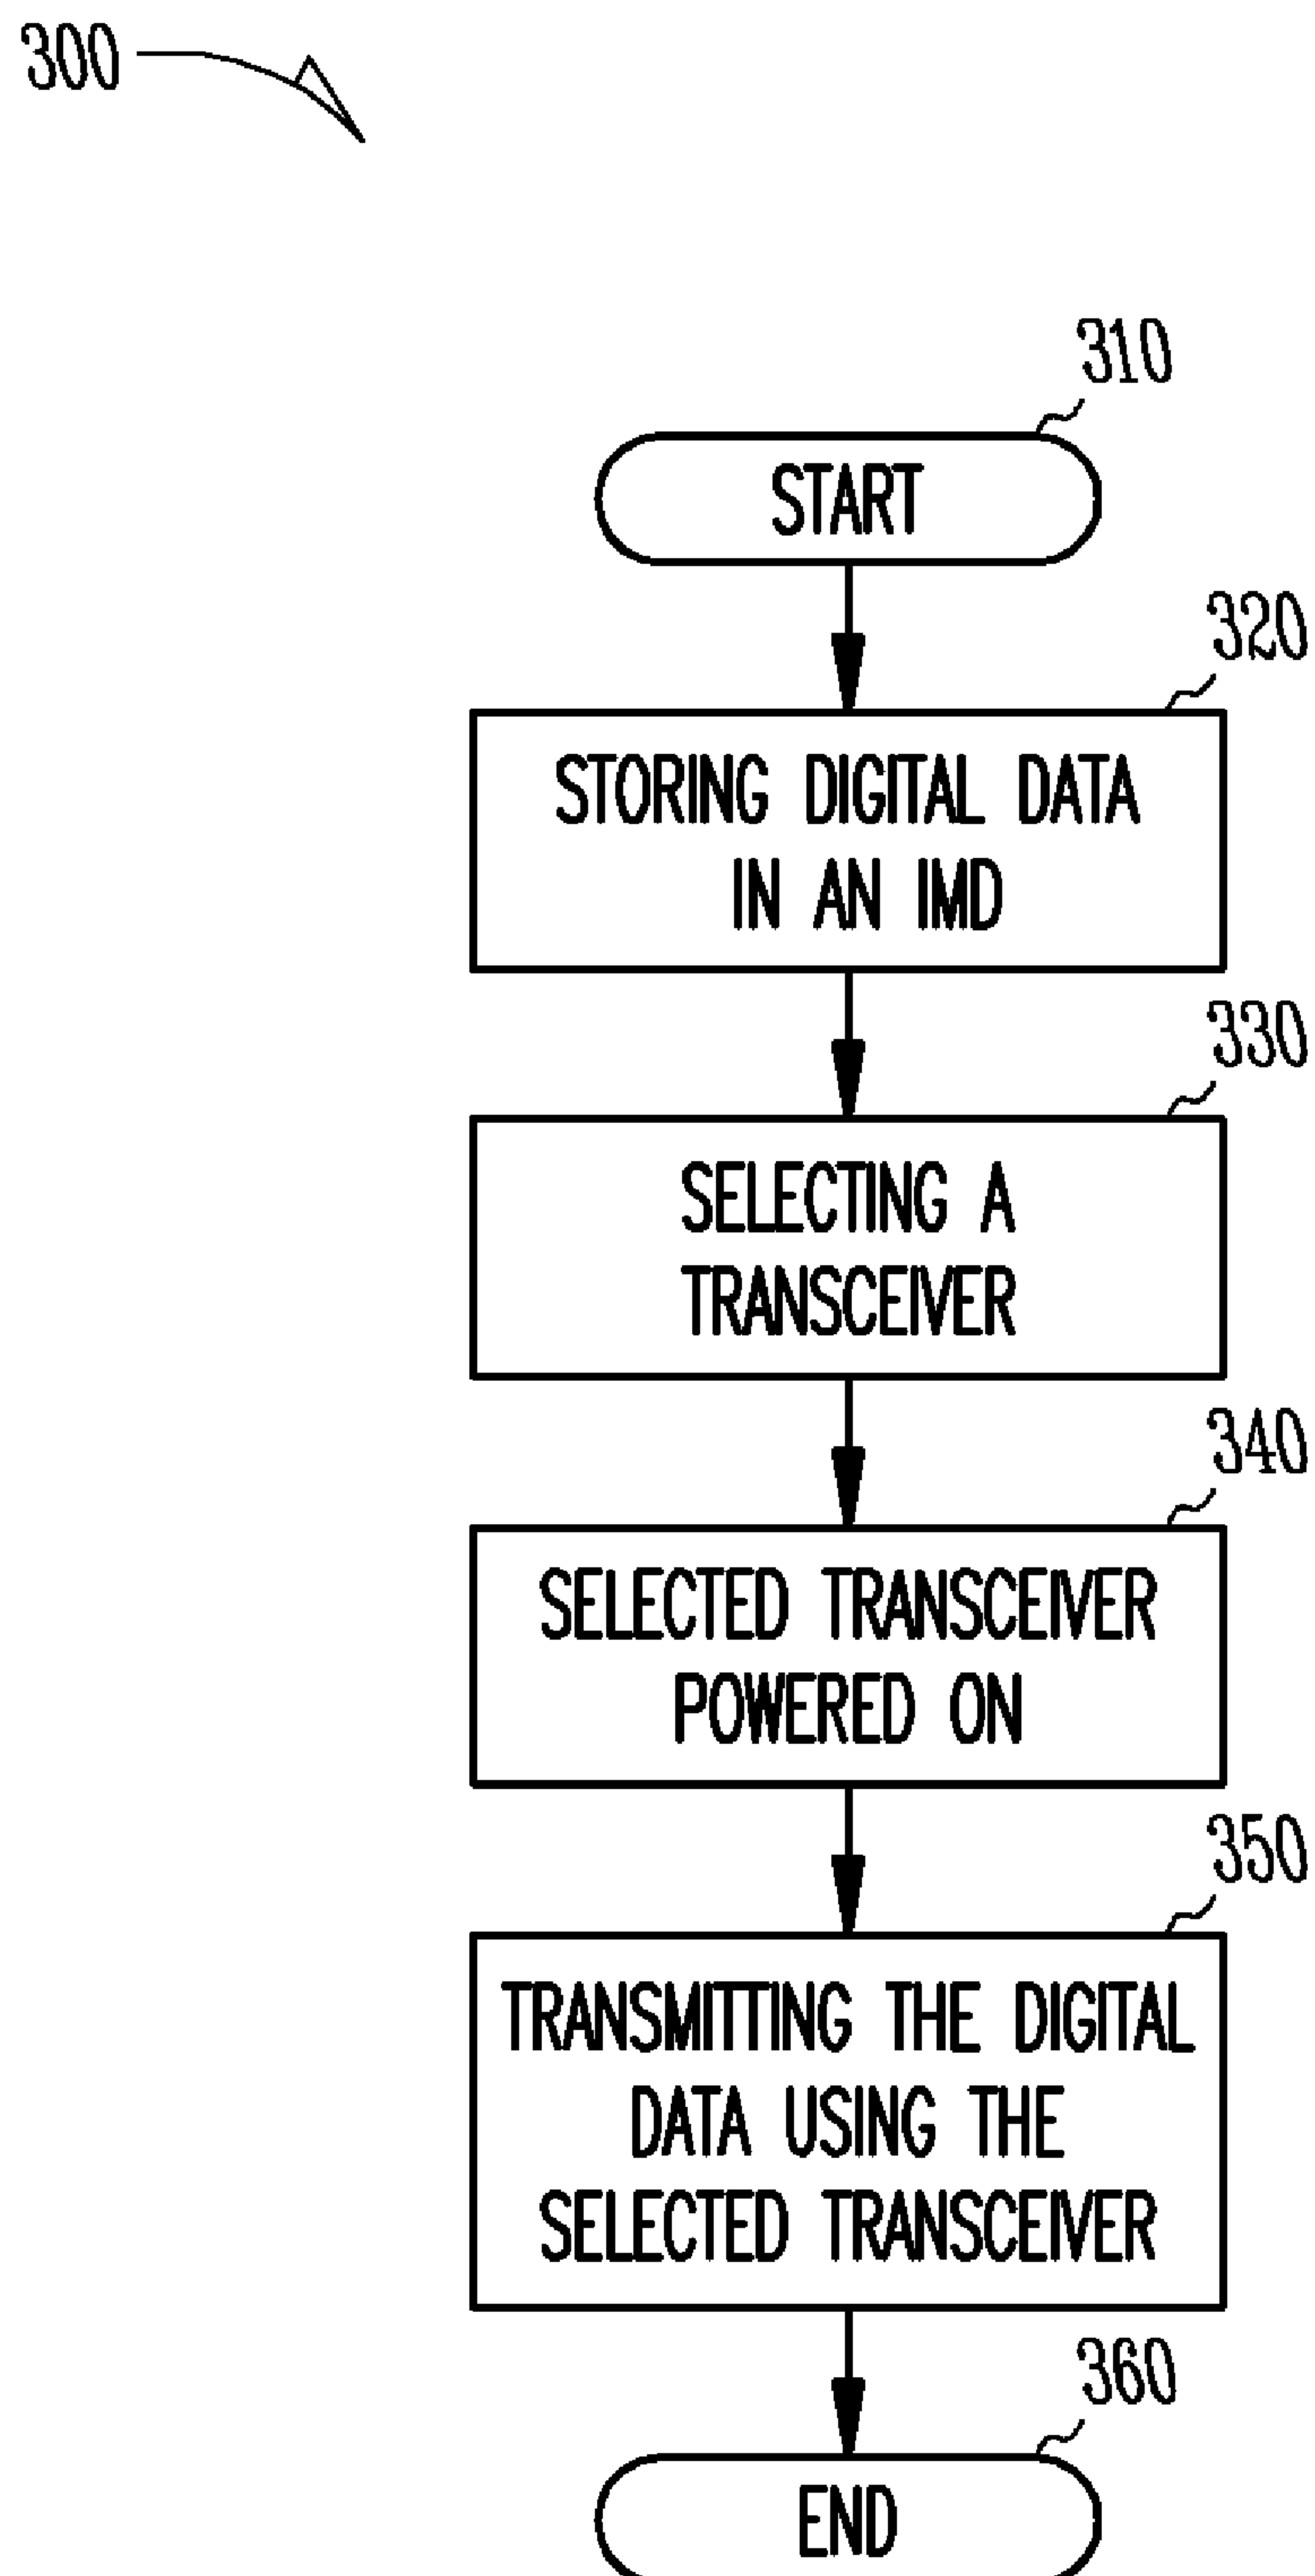 300
310
START
320
STORING DIGITAL DATA
IN AN IMD
330
SELECTING A
TRANSCEIVER
340
SELECTED TRANSCEIVER
POWERED ON
350
TRANSMITTING THE DIGITAL
DATA USING THE
SELECTED TRANSCEIVER
360
END